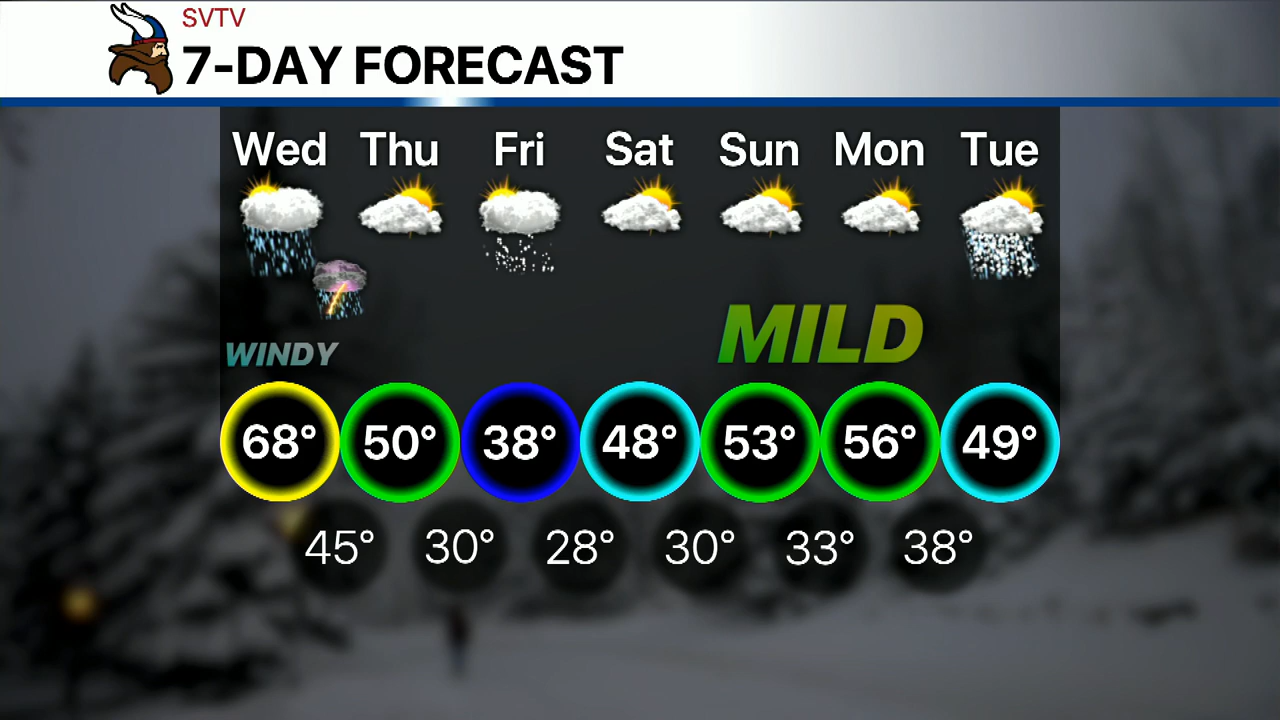 SVTV
7-DAY FORECAST
Wed Thu Fri Sat Sun Mon Tue
WINDY
MILD
68° 50° 38° 48° 53° 56° 49°
45° 30° 28° 30° 33° 38°